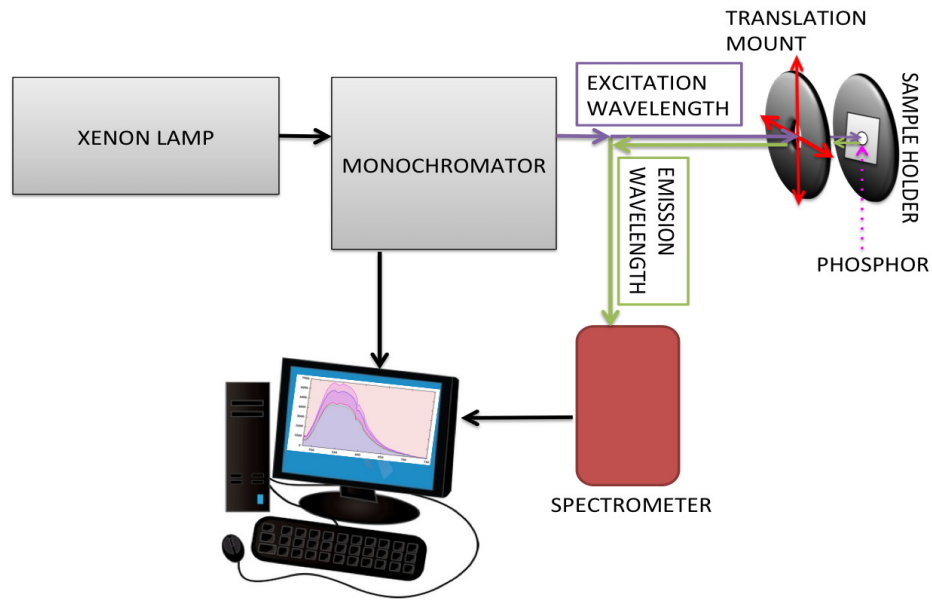 TRANSLATION
MOUNT
XENON LAMP
MONOCHROMATOR
EXCITATION
WAVELENGTH
EMISSION
WAVELENGTH
SAMPLE HOLDER
PHOSPHOR
SPECTROMETER